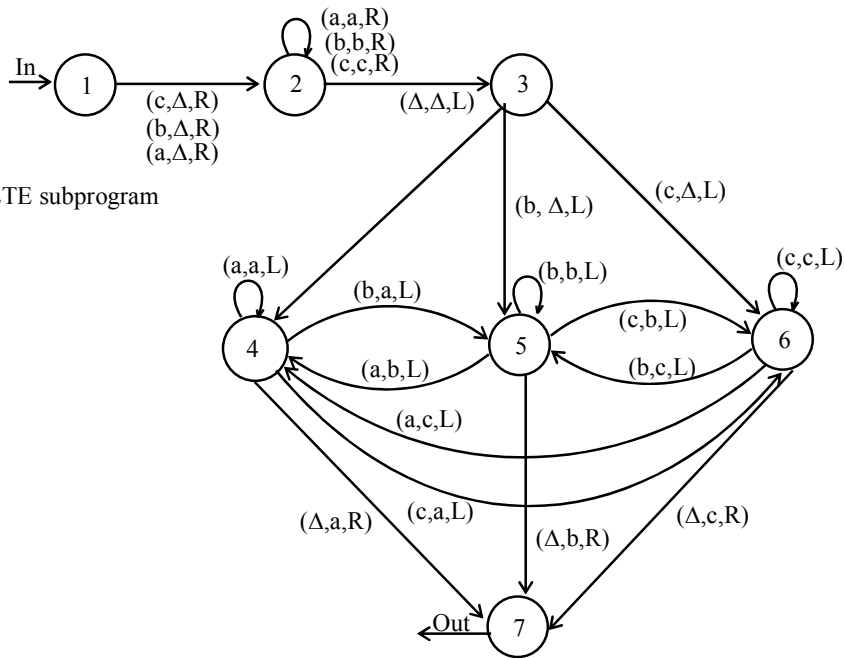 (a,a,R)
(b,b,R)
(c,c,R)
In
1
2
3
(c,Δ,R)
(b,Δ,R)
(a,Δ,R)
(Δ,Δ,L)
TE subprogram
(b, Δ,L)
(c,Δ,L)
(a,a,L)
(b,a,L)
(b,b,L)
(c,c,L)
(c,b,L)
4
5
6
(a,b,L)
(b,c,L)
(a,c,L)
(Δ,a,R)
(c,a,L)
(Δ,b,R)
(Δ,c,R)
Out
7